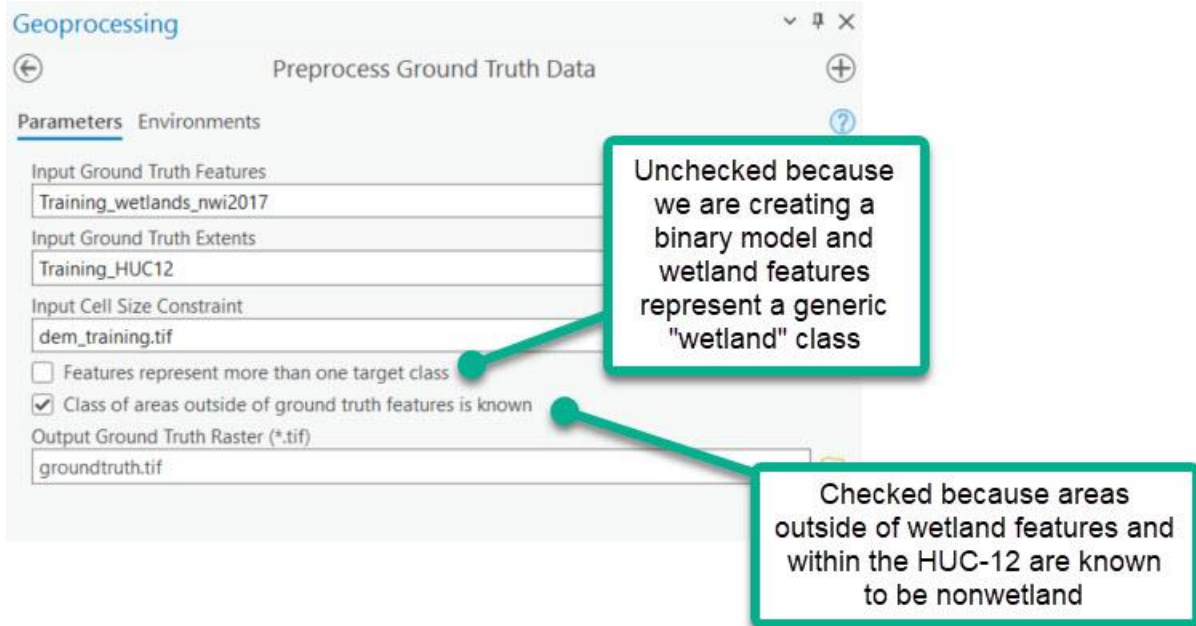 Geoprocessing
Preprocess Ground Truth Data
Parameters Environments
Input Ground Truth Features
Training_wetlands_nwi2017
Input Ground Truth Extents
Training_HUC12
Input Cell Size Constraint
dem_training.tif
Features represent more than one target class
Class of areas outside of ground truth features is known
Output Ground Truth Raster (*.tif)
groundtruth.tif
Unchecked because
we are creating a
binary model and
wetland features
represent a generic
"wetland" class
Checked because areas
outside of wetland features and
within the HUC-12 are known
to be nonwetland